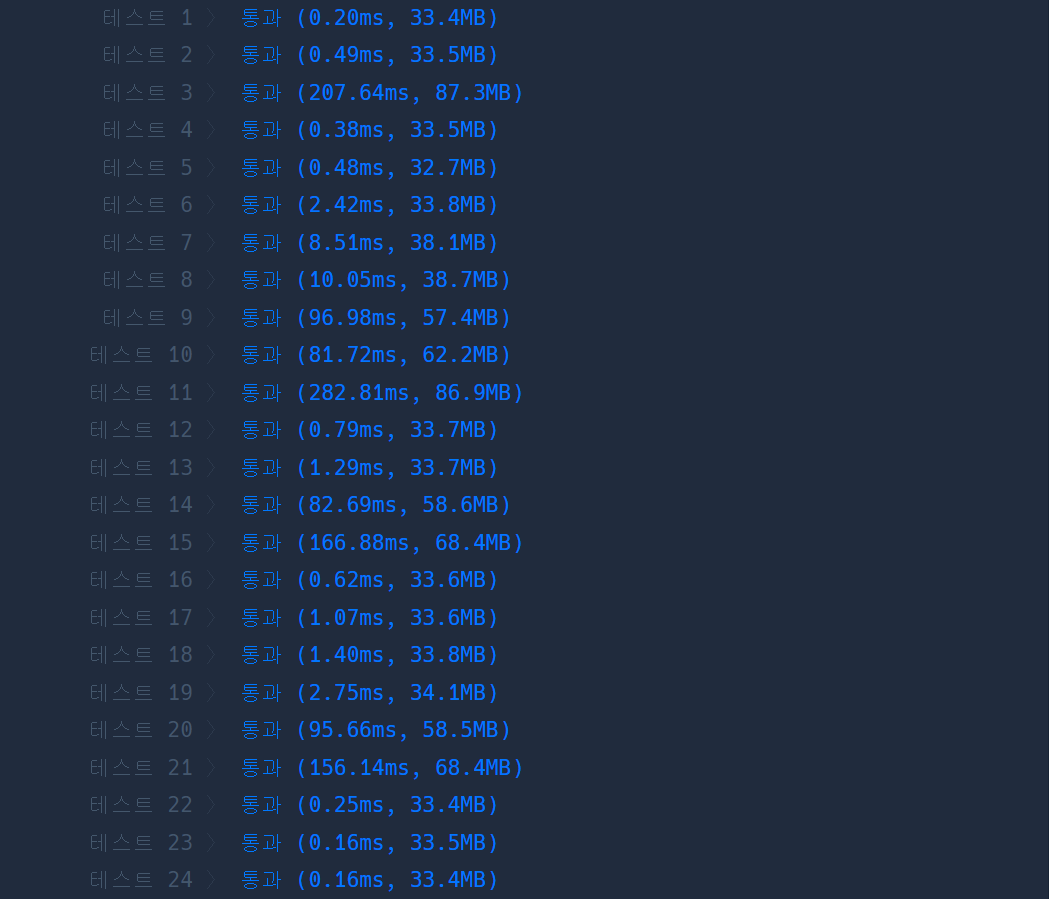 테스트 1 〉 통과 (0.20ms, 33.4MB)
테스트 2 〉 통과 (0.49ms, 33.5MB)
테스트 3 〉 통과 (207.64ms, 87.3MB)
테스트 4 〉 통과 (0.38ms, 33.5MB)
테스트 5 〉 통과 (0.48ms, 32.7MB)
테스트 6 〉 통과 (2.42ms, 33.8MB)
테스트 7 〉 통과 (8.51ms, 38.1MB)
테스트 8 〉 통과 (10.05ms, 38.7MB)
테스트 9 〉 통과 (96.98ms, 57.4MB)
테스트 10 〉 통과 (81.72ms, 62.2MB)
테스트 11 〉 통과 (282.81ms, 86.9MB)
테스트 12 〉 통과 (0.79ms, 33.7MB)
테스트 13 〉 통과 (1.29ms, 33.7MB)
테스트 14 〉 통과 (82.69ms, 58.6MB)
테스트 15 〉 통과 (166.88ms, 68.4MB)
테스트 16 〉 통과 (0.62ms, 33.6MB)
테스트 17 〉 통과 (1.07ms, 33.6MB)
테스트 18 〉 통과 (1.40ms, 33.8MB)
테스트 19 〉 통과 (2.75ms, 34.1MB)
테스트 20 〉 통과 (95.66ms, 58.5MB)
테스트 21 〉 통과 (156.14ms, 68.4MB)
테스트 22 〉 통과 (0.25ms, 33.4MB)
테스트 23 〉 통과 (0.16ms, 33.5MB)
테스트 24 〉 통과 (0.16ms, 33.4MB)